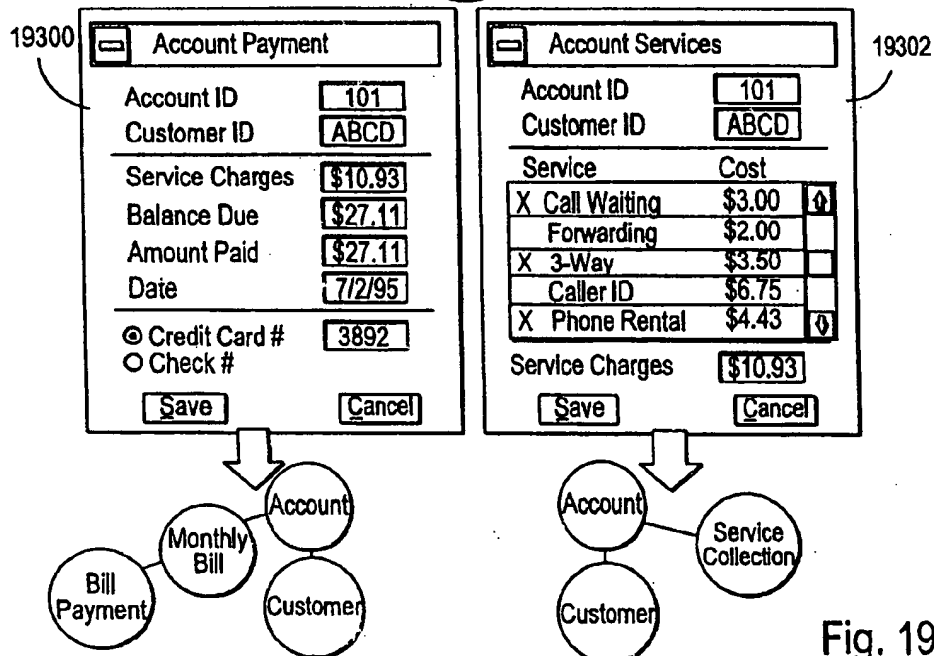 19300
Account Payment
Account ID 101
Customer ID ABCD
Service Charges $10.93
Balance Due $27.11
Amount Paid $27.11
Date 7/2/95
Credit Card # 3892
Check #
Save Cancel
Account Services
19302
Account ID 101
Customer ID ABCD
Service Cost
X Call Waiting $3.00
Forwarding $2.00
X 3-Way $3.50
Caller ID $6.75
X Phone Rental $4.43
Service Charges $10.93
Save Cancel
Account
Monthly
Bill
Bill
Payment
Customer
Account
Service
Collection
Customer
Fig. 19